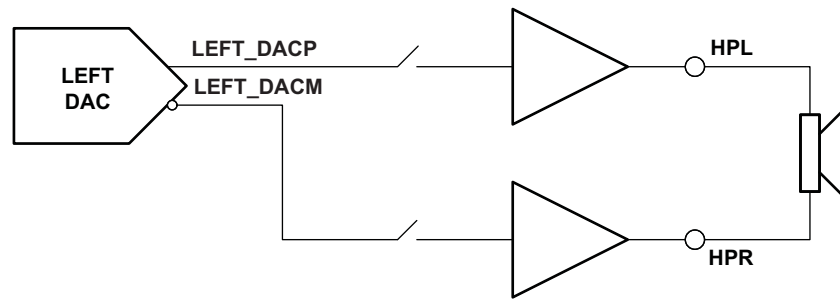 LEFT_DACP
HPL
LEFT
DAC
LEFT_DACM
HPR